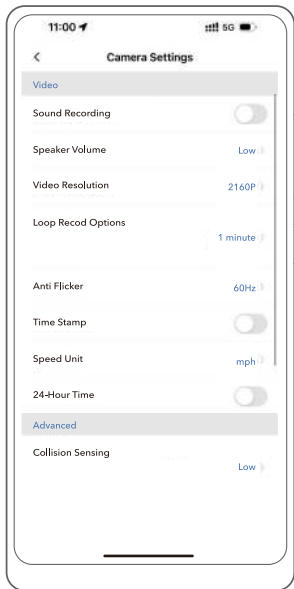 11:00
5G
Camera Settings
Video
Sound Recording
Speaker Volume Low
Video Resolution 2160P
Loop Recod Options
1 minute
Anti Flicker 60Hz
Time Stamp
Speed Unit mph
24-Hour Time
Advanced
Collision Sensing
Low